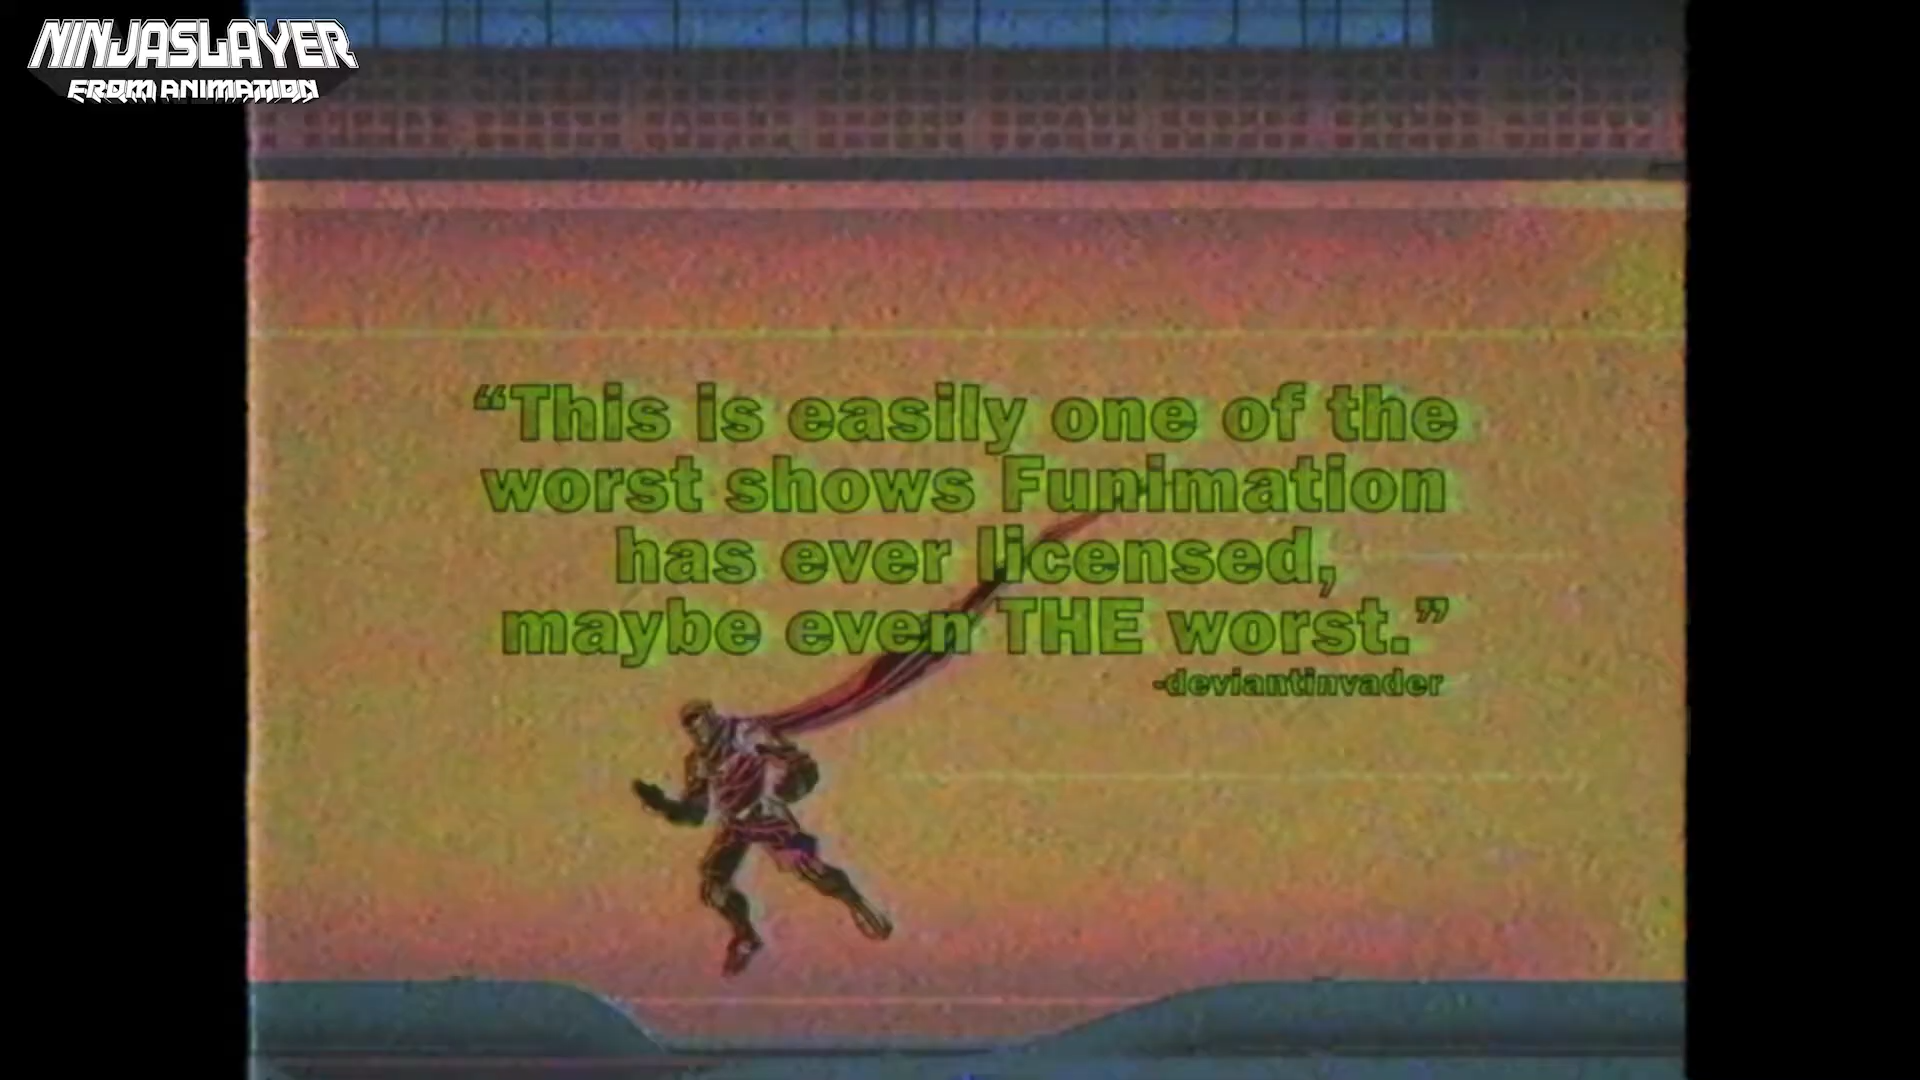 NINJASLAYER
FROM ANIMATION
“This is easily one of the
worst shows Funimation
has ever licensed,
maybe even THE worst.”
-deviantinvader